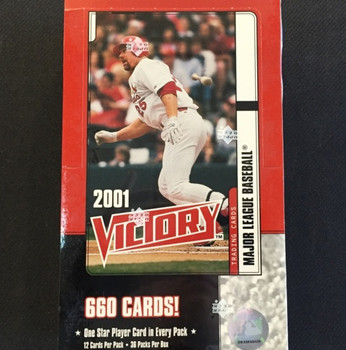 2001
VICTORY™
TRADING CARDS
MAJOR LEAGUE BASEBALL®
660 CARDS!
★ One Star Player Card in Every Pack ★
12 Cards Per Pack • 36 Packs Per Box